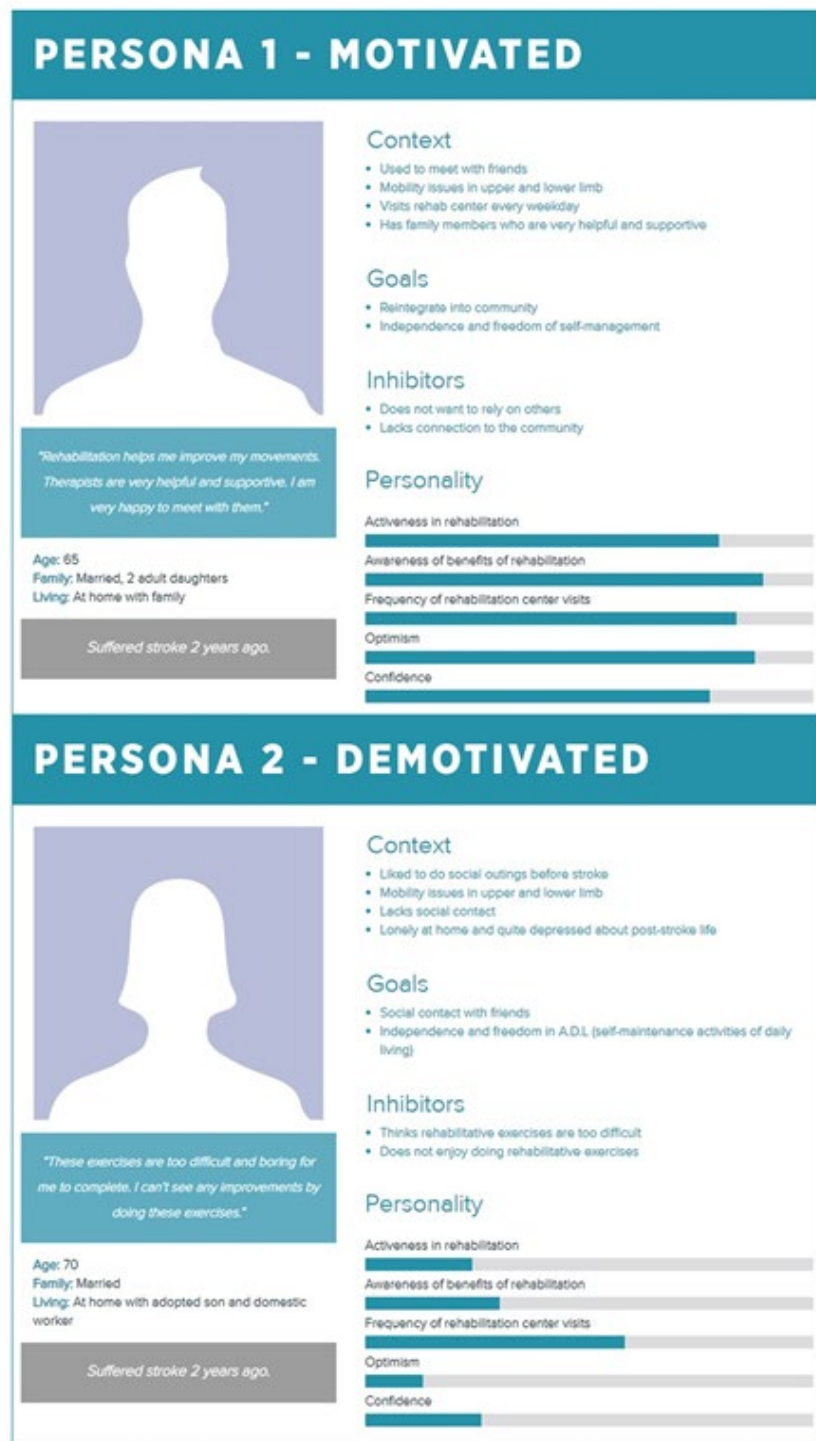 PERSONA 1 - MOTIVATED
"Rehabilitation helps me improve my movements.
Therapists are very helpful and supportive. I am
very happy to meet with them."
Age: 65
Family: Married, 2 adult daughters
Living: At home with family
Suffered stroke 2 years ago.
Context
• Used to meet with friends
• Mobility issues in upper and lower limb
• Visits rehab center every weekday
• Has family members who are very helpful and supportive
Goals
• Reintegrate into community
• Independence and freedom of self-management
Inhibitors
• Does not want to rely on others
• Lacks connection to the community
Personality
Activeness in rehabilitation
Awareness of benefits of rehabilitation
Frequency of rehabilitation center visits
Optimism
Confidence
PERSONA 2 - DEMOTIVATED
"These exercises are too difficult and boring for
me to complete. I can't see any improvements by
doing these exercises."
Age: 70
Family: Married
Living: At home with adopted son and domestic
worker
Suffered stroke 2 years ago.
Context
• Liked to do social outings before stroke
• Mobility issues in upper and lower limb
• Lacks social contact
• Lonely at home and quite depressed about post-stroke life
Goals
• Social contact with friends
• Independence and freedom in A.D.L (self-maintenance activities of daily
living)
Inhibitors
• Thinks rehabilitative exercises are too difficult
• Does not enjoy doing rehabilitative exercises
Personality
Activeness in rehabilitation
Awareness of benefits of rehabilitation
Frequency of rehabilitation center visits
Optimism
Confidence